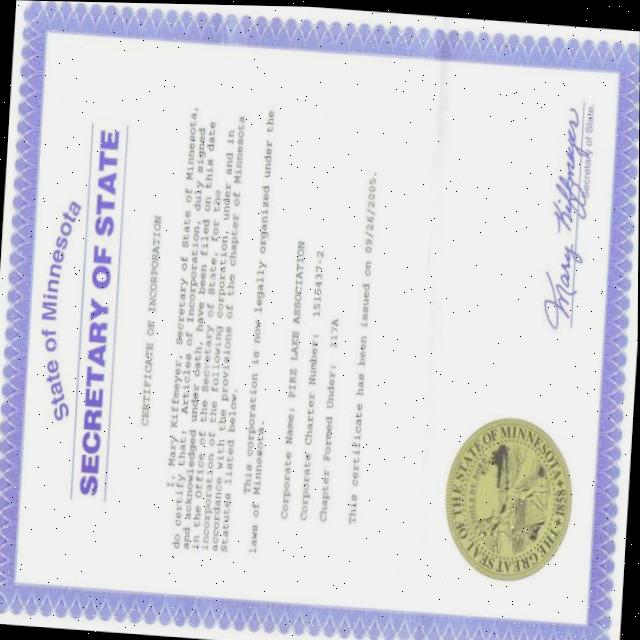 State of Minnesota
SECRETARY OF STATE
CERTIFICATE OF INCORPORATION
I, Mary Kiffmeyer, Secretary of State of Minnesota,
do certify that: Articles of Incorporation, duly signed
and acknowledged under oath, have been filed on this date
in the Office of the Secretary of State, for the
incorporation of the following corporation, under and in
accordance with the provisions of the chapter of Minnesota
Statutes listed below.
This corporation is now legally organized under the
laws of Minnesota.
Corporate Name: PIRZ LAKE ASSOCIATION
Corporate Charter Number: 1515437-2
Chapter Formed Under: 317A
This certificate has been issued on 09/26/2005.
Mary Kiffmeyer
Secretary of State.
THE GREAT SEAL OF THE STATE OF MINNESOTA 1858